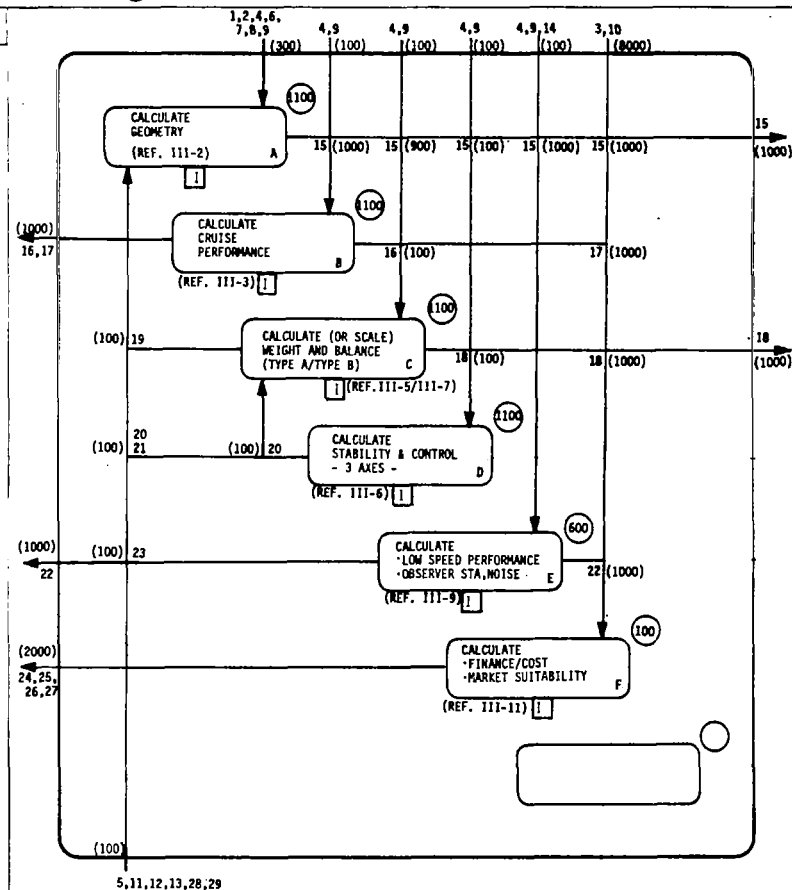 1,2,4,6,
7,8,9
(300)
4,9
(100)
4,9
(100)
4,9
(100)
4,9,14
(100)
3,10
(8000)
1100
CALCULATE
GEOMETRY
(REF. III-2) A
I
15 (1000)
15 (900)
15 (100)
15 (1000)
15 (1000)
15
(1000)
1100
(1000)
16,17
CALCULATE
CRUISE
PERFORMANCE
B
(REF. III-3) I
16 (100)
17 (1000)
1100
(100) 19
CALCULATE (OR SCALE)
WEIGHT AND BALANCE
(TYPE A/TYPE B) C
I (REF.III-5/III-7)
18 (100)
18 (1000)
18
(1000)
1100
20
(100) 21
(100) 20
CALCULATE
STABILITY & CONTROL
- 3 AXES -
D
(REF. III-6) I
600
(1000)
22
(100) 23
CALCULATE
·LOW SPEED PERFORMANCE
·OBSERVER STA,NOISE E
(REF. III-9) I
22 (1000)
100
(2000)
24,25,
26,27
CALCULATE
·FINANCE/COST
·MARKET SUITABILITY
F
(REF. III-11) I
(100)
5,11,12,13,28,29